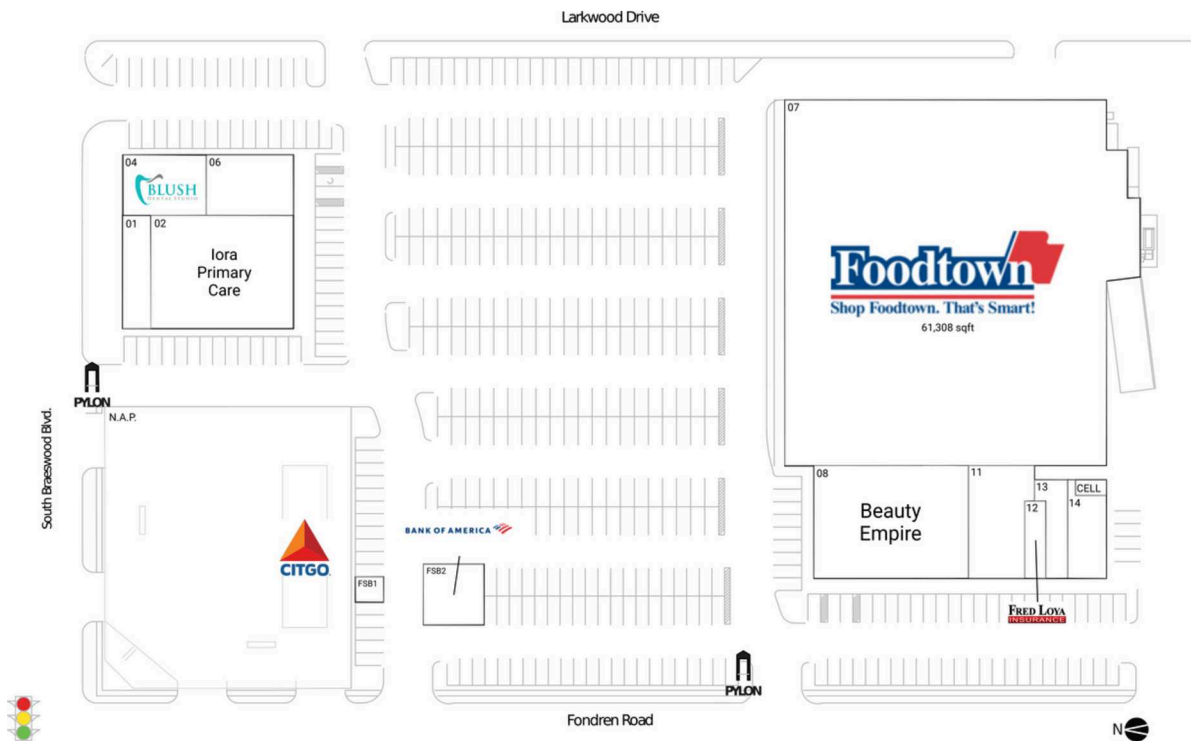 Larkwood Drive
07
04
06
BLUSH
DENTAL STUDIO
01
02
Iora
Primary
Care
Foodtown
Shop Foodtown. That's Smart!
61,308 sqft
PYLON
N.A.P.
South Braeswood Blvd.
08
11
13
CELL
12
14
Beauty
Empire
BANK OF AMERICA
CITGO
FSB1
FSB2
FRED LOYA
INSURANCE
PYLON
Fondren Road
N